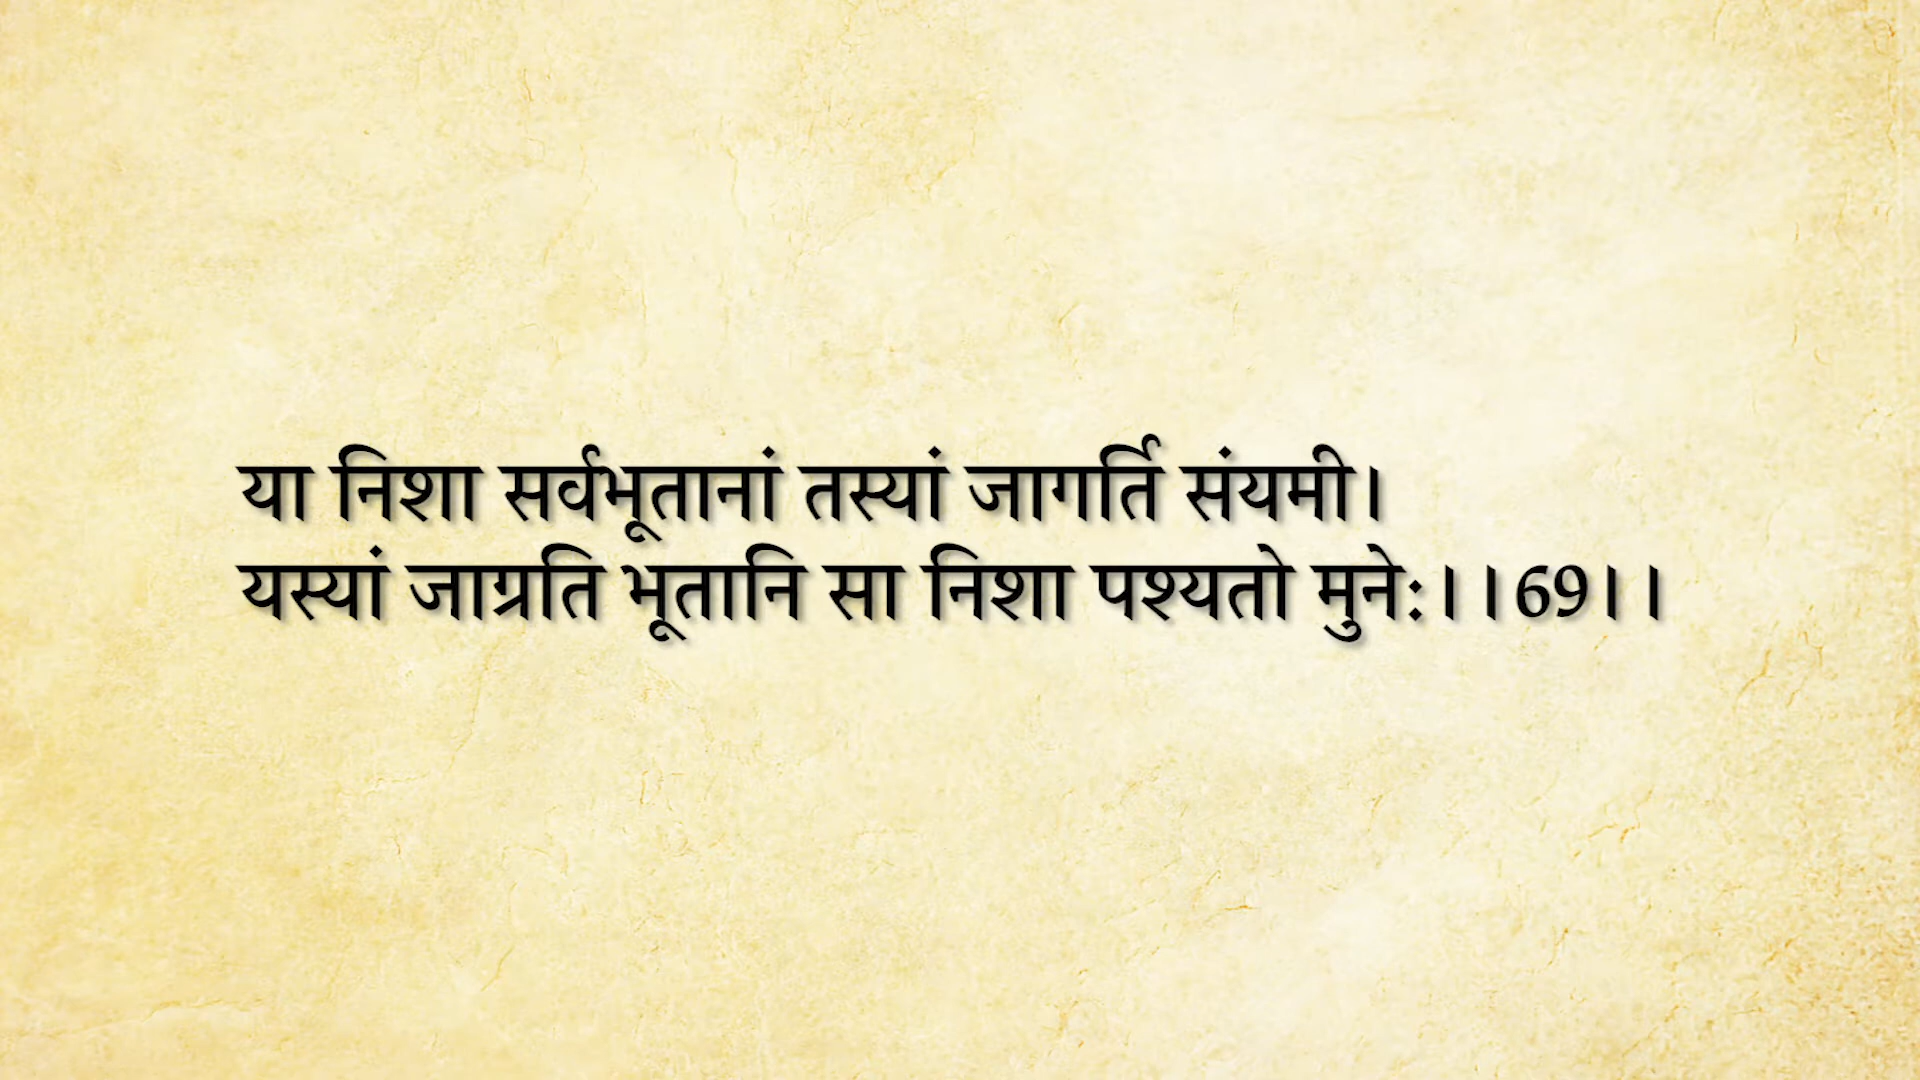 या निशा सर्वभूतानां तस्यां जागर्ति संयमी।
यस्यां जाग्रति भूतानि सा निशा पश्यतो मुनेः।।69।।